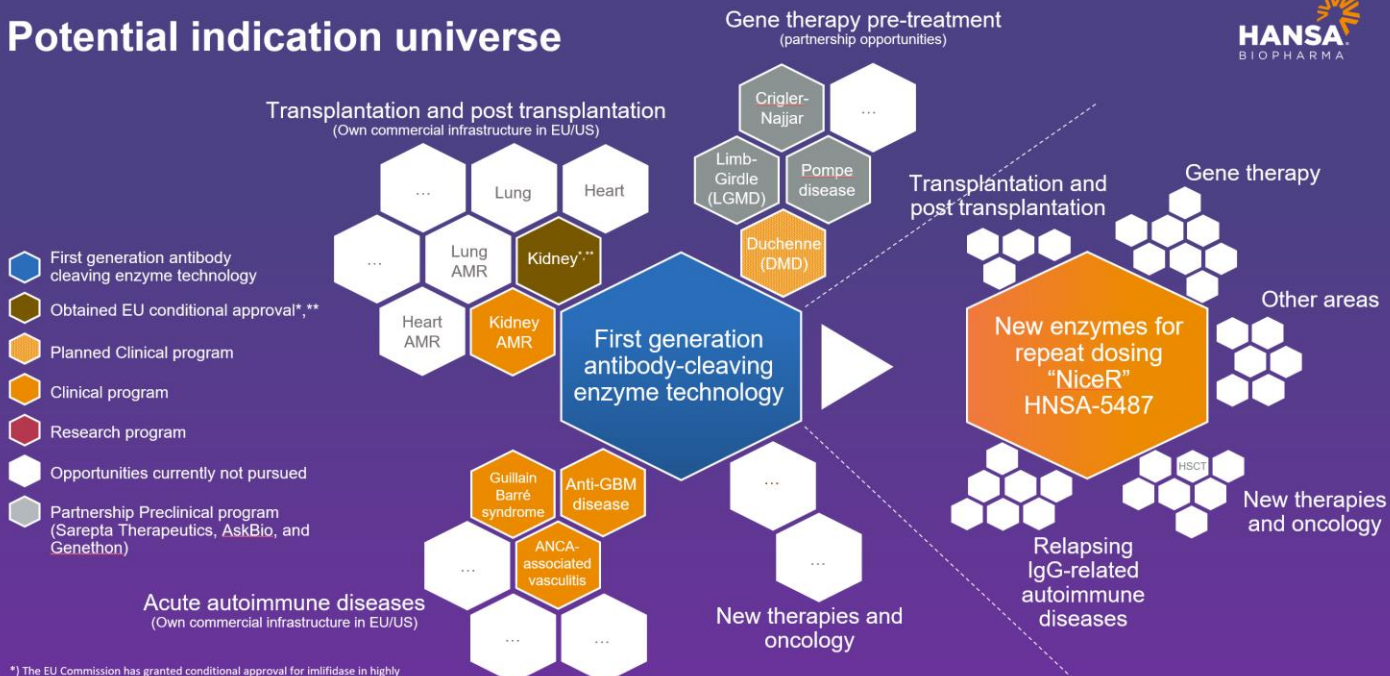 Potential indication universe
HANSA
BIOPHARMA
Gene therapy pre-treatment
(partnership opportunities)
Transplantation and post transplantation
(Own commercial infrastructure in EU/US)
...
Lung
Heart
...
Lung
AMR
Kidney*,**
Heart
AMR
Kidney
AMR
Crigler-
Najjar
...
Limb-
Girdle
(LGMD)
Pompe
disease
Duchenne
(DMD)
First generation antibody
cleaving enzyme technology
Obtained EU conditional approval*,**
Planned Clinical program
Clinical program
Research program
Opportunities currently not pursued
Partnership Preclinical program
(Sarepta Therapeutics, AskBio, and
Genethon)
First generation
antibody-cleaving
enzyme technology
Guillain
Barré
syndrome
Anti-GBM
disease
...
ANCA-
associated
vasculitis
...
...
Acute autoimmune diseases
(Own commercial infrastructure in EU/US)
...
...
New therapies and
oncology
Transplantation and
post transplantation
Gene therapy
Other areas
New enzymes for
repeat dosing
“NiceR”
HNSA-5487
HSCT
New therapies
and oncology
Relapsing
IgG-related
autoimmune
diseases
*) The EU Commission has granted conditional approval for imlifidase in highly